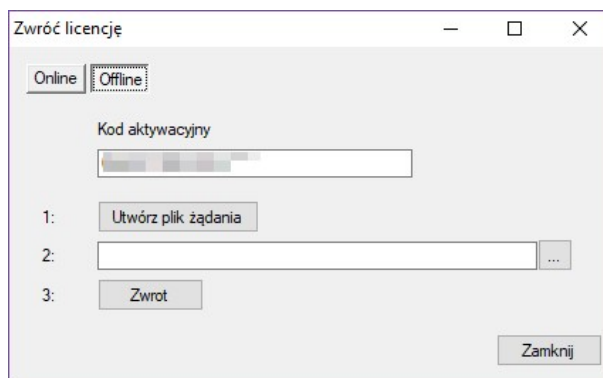 Zwróć licencję
Online Offline
Kod aktywacyjny
1: Utwórz plik żądania
2: ...
3: Zwrot
Zamknij